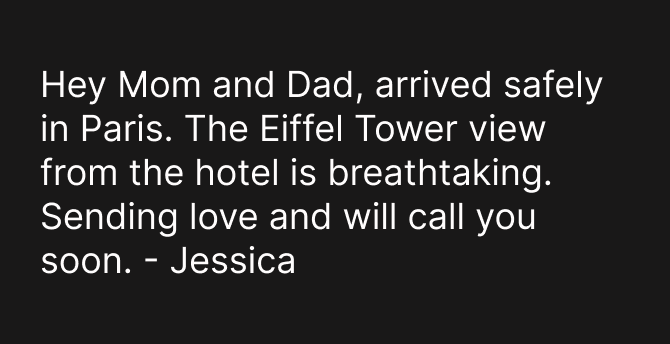 Hey Mom and Dad, arrived safely
in Paris. The Eiffel Tower view
from the hotel is breathtaking.
Sending love and will call you
soon. - Jessica